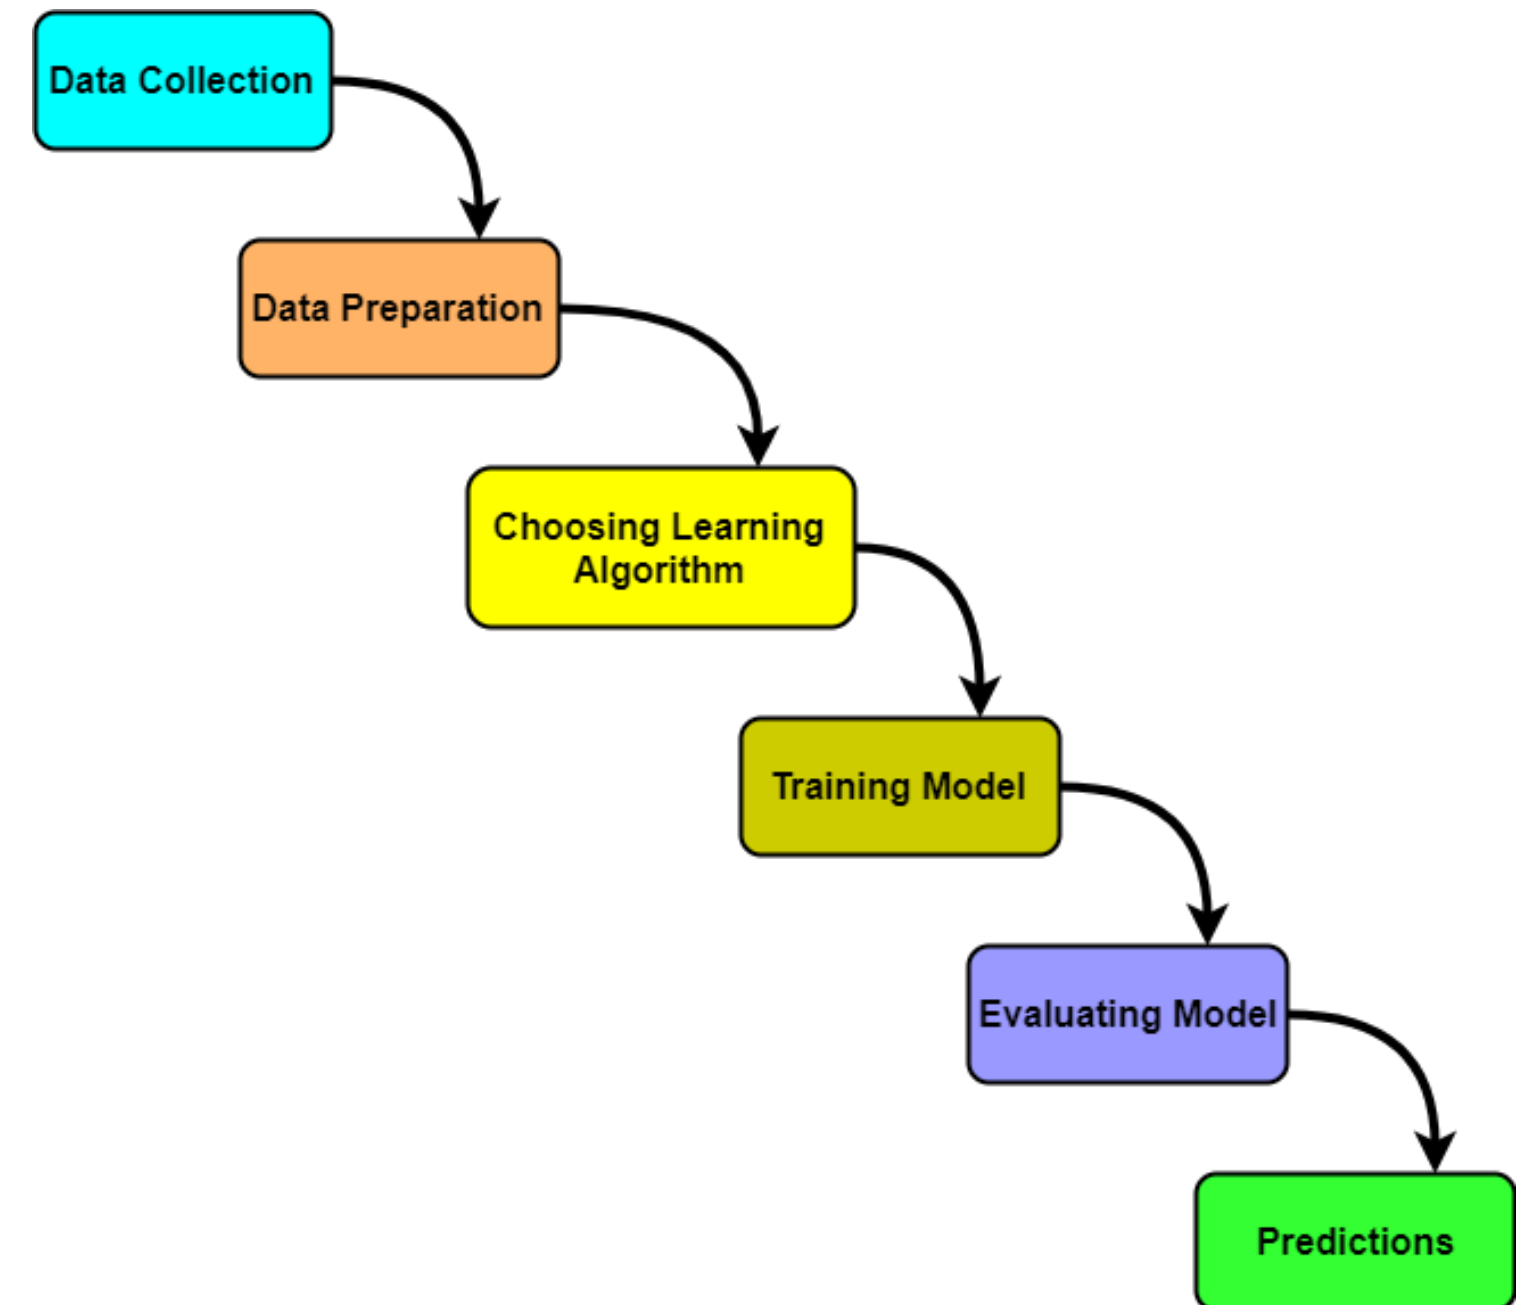 Data Collection
Data Preparation
Choosing Learning
Algorithm
Training Model
Evaluating Model
Predictions